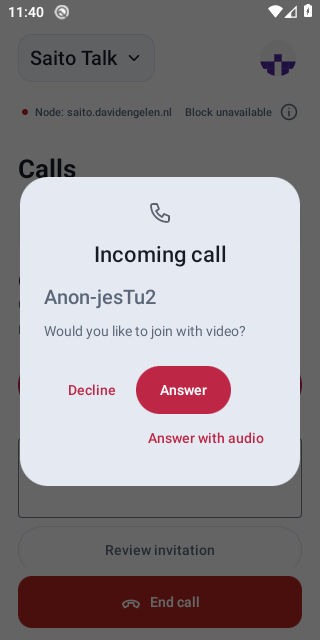 11:40
Saito Talk
Node: saito.davidengelen.nl Block unavailable
Calls
Incoming call
Anon-jesTu2
Would you like to join with video?
Decline
Answer
Answer with audio
Review invitation
End call